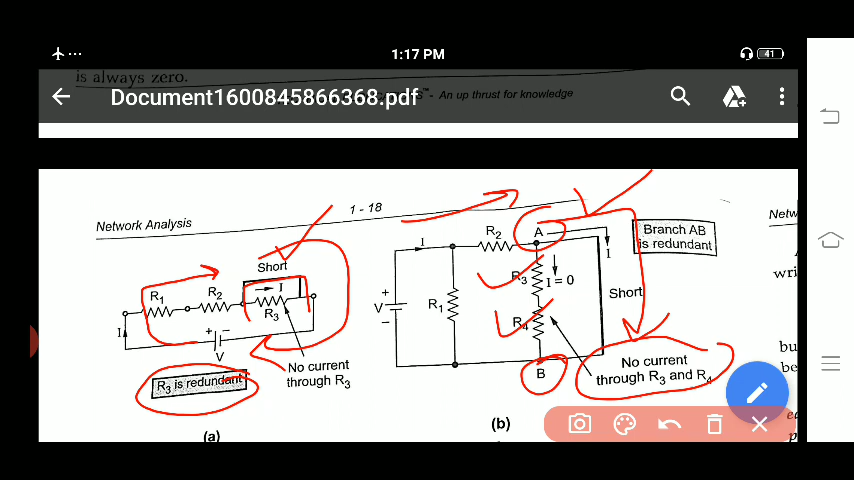 1:17 PM
41
is always zero.
Document1600845866368.pdf
™- An up thrust for knowledge
Network Analysis
1 - 18
Netw
wri
bu
be
Short
I
R1
R2
R3
I
+
−
V
No current
through R3
R3 is redundant
(a)
I
R2
A
I
Branch AB
is redundant
R3
I = 0
+
V
−
R1
R4
Short
B
No current
through R3 and R4
(b)